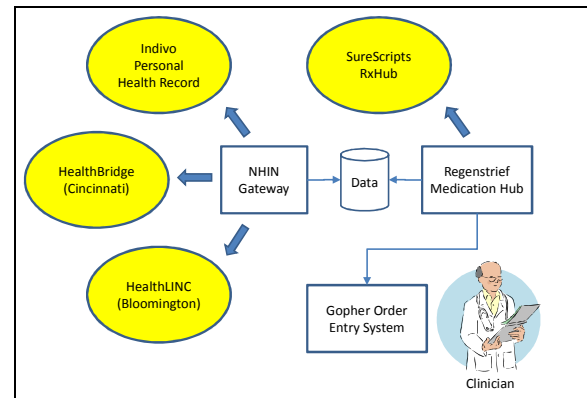 Indivo
Personal
Health Record
SureScripts
RxHub
HealthBridge
(Cincinnati)
NHIN
Gateway
Data
Regenstrief
Medication Hub
HealthLINC
(Bloomington)
Gopher Order
Entry System
Clinician